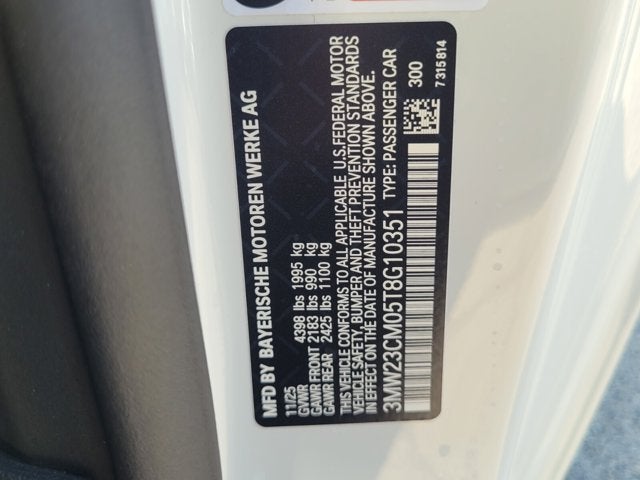 MFD BY BAYERISCHE MOTOREN WERKE AG
11/25
GVWR 4398 lbs 1995 kg
GAWR FRONT 2183 lbs 990 kg
GAWR REAR 2425 lbs 1100 kg
THIS VEHICLE CONFORMS TO ALL APPLICABLE U.S.FEDERAL MOTOR
VEHICLE SAFETY, BUMPER AND THEFT PREVENTION STANDARDS
IN EFFECT ON THE DATE OF MANUFACTURE SHOWN ABOVE.
3MW23CM05T8G10351 TYPE: PASSENGER CAR
300
7 315 814